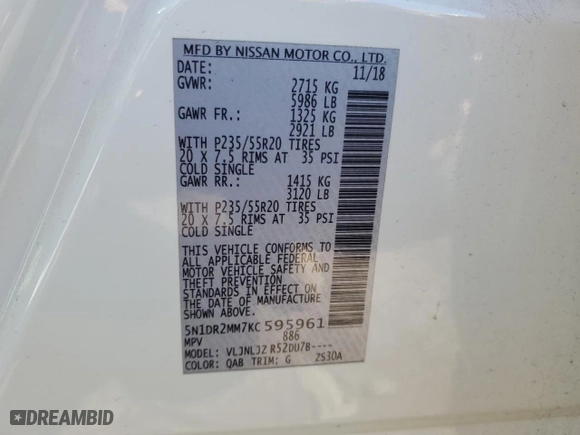 MFD BY NISSAN MOTOR CO., LTD.
DATE: 11/18
GVWR: 2715 KG
5986 LB
GAWR FR.: 1325 KG
2921 LB
WITH P235/55R20 TIRES
20 X 7.5 RIMS AT 35 PSI
COLD SINGLE
GAWR RR.: 1415 KG
3120 LB
WITH P235/55R20 TIRES
20 X 7.5 RIMS AT 35 PSI
COLD SINGLE
THIS VEHICLE CONFORMS TO
ALL APPLICABLE FEDERAL
MOTOR VEHICLE SAFETY AND
THEFT PREVENTION
STANDARDS IN EFFECT ON
THE DATE OF MANUFACTURE
SHOWN ABOVE.
5N1DR2MM7KC595961
MPV 886
MODEL:
COLOR: QAB TRIM: G ZS30A
DREAMBID